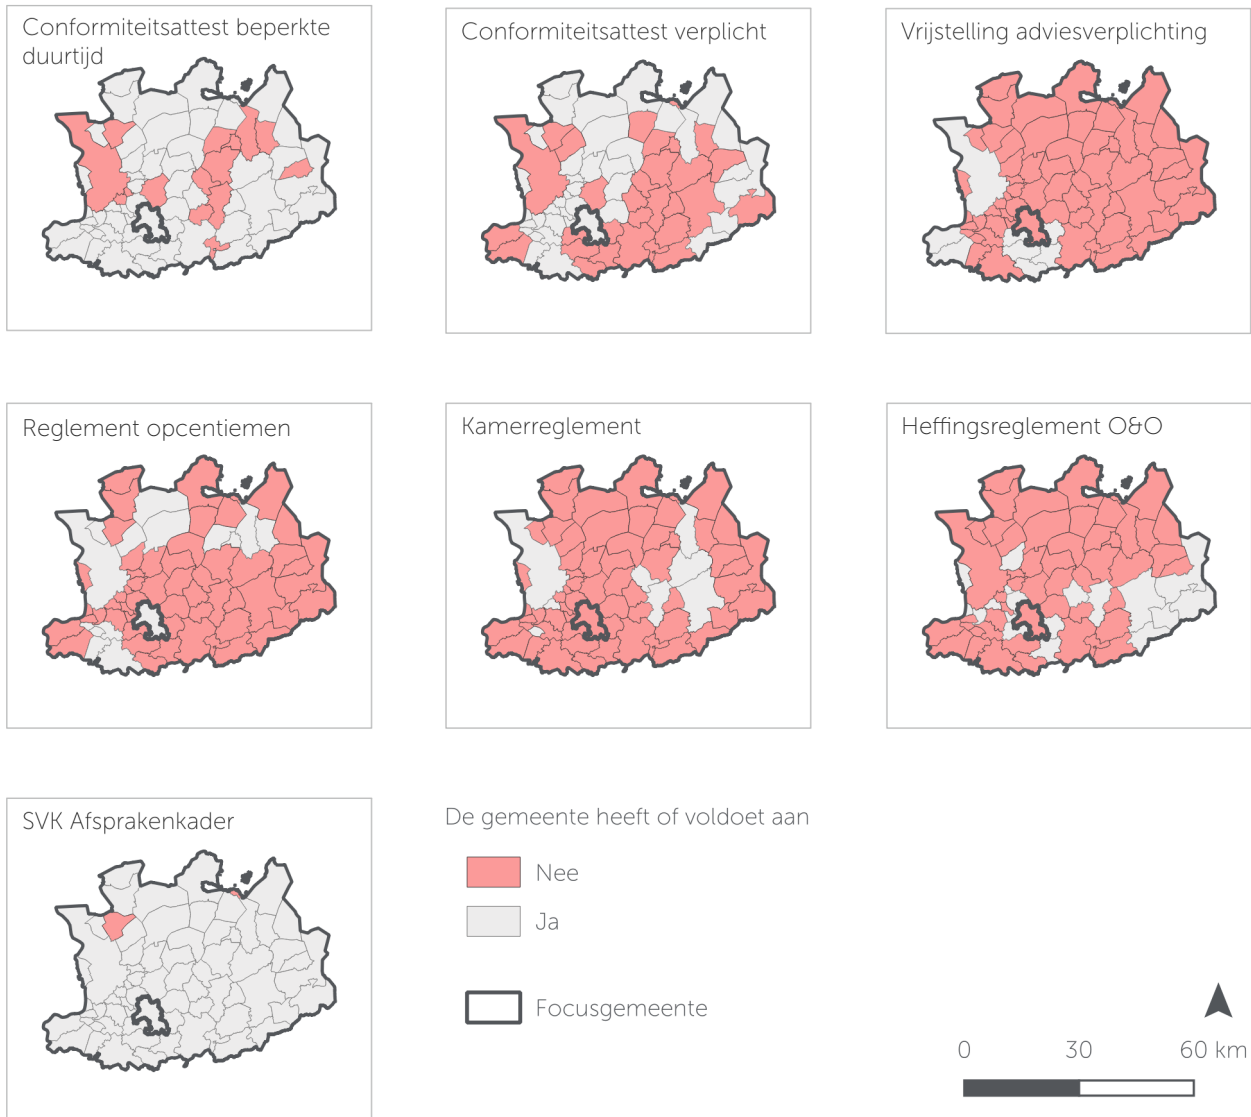 Conformiteitsattest beperkte
duurtijd
Conformiteitsattest verplicht
Vrijstelling adviesverplichting
Reglement opcentiemen
Kamerreglement
Heffingsreglement O&O
SVK Afsprakenkader
De gemeente heeft of voldoet aan
Nee
Ja
Focusgemeente
0 30 60 km